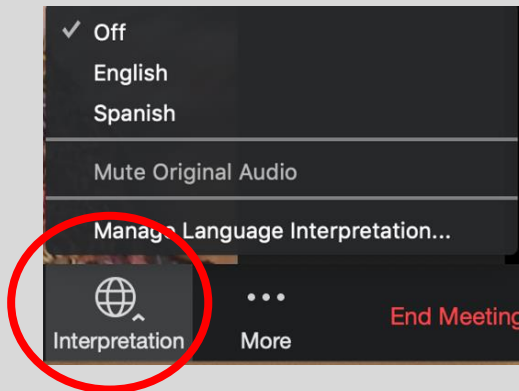 Off
English
Spanish
Mute Original Audio
Manage Language Interpretation...
Interpretation
More
End Meeting